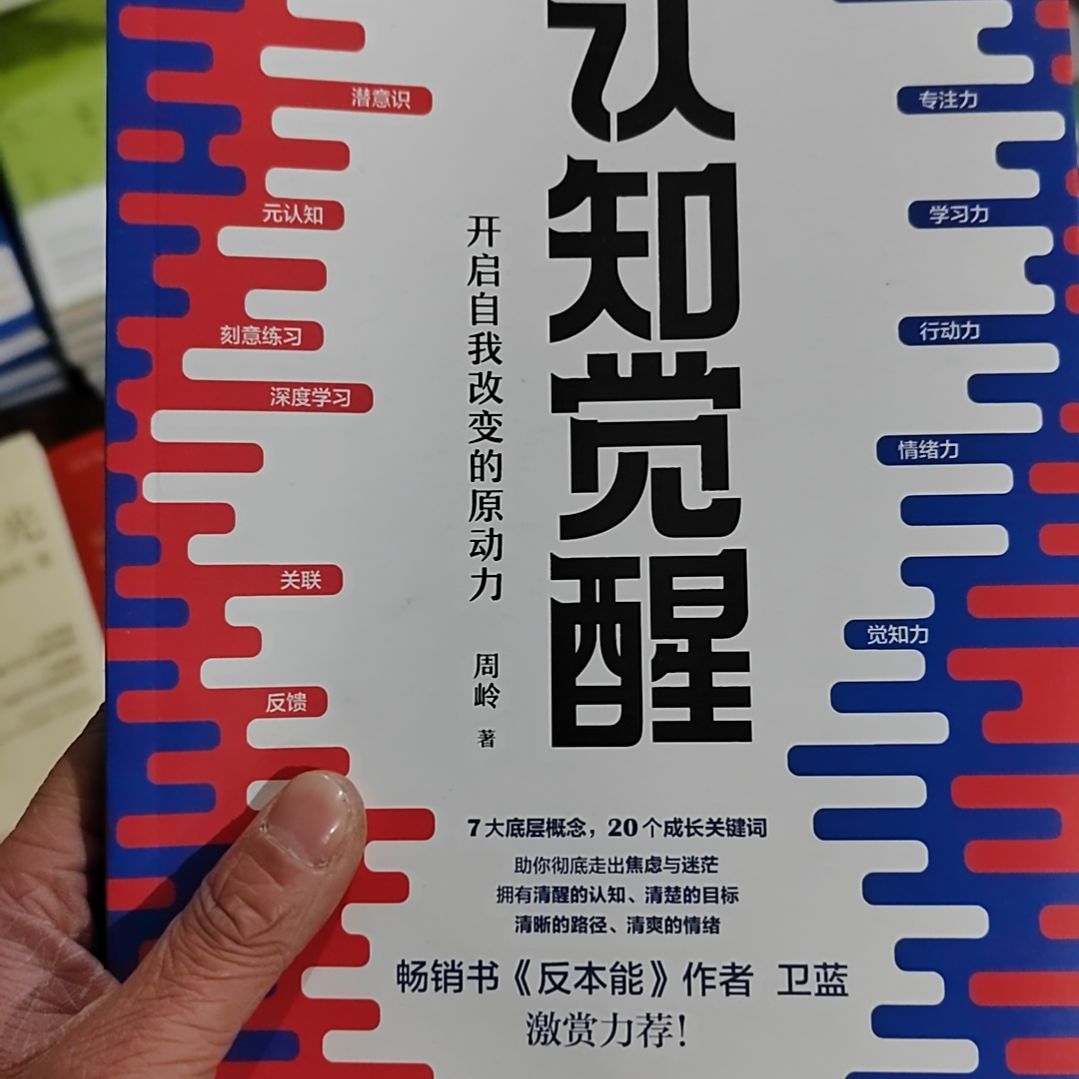 认知觉醒
开启自我改变的原动力
周岭 著
潜意识
元认知
刻意练习
深度学习
关联
反馈
专注力
学习力
行动力
情绪力
觉知力
7大底层概念，20个成长关键词
助你彻底走出焦虑与迷茫
拥有清醒的认知、清楚的目标
清晰的路径、清爽的情绪
畅销书《反本能》作者 卫蓝
激赏力荐！
光